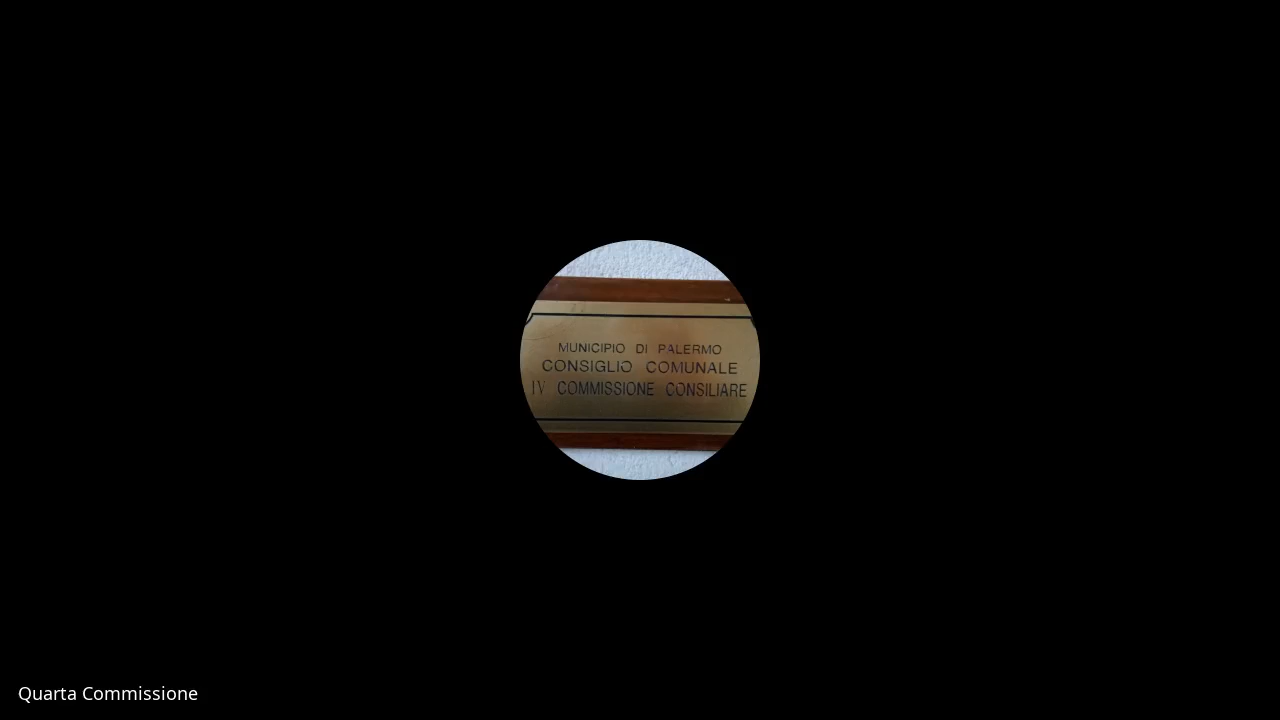 MUNICIPIO DI PALERMO
CONSIGLIO COMUNALE
IV COMMISSIONE CONSILIARE
Quarta Commissione